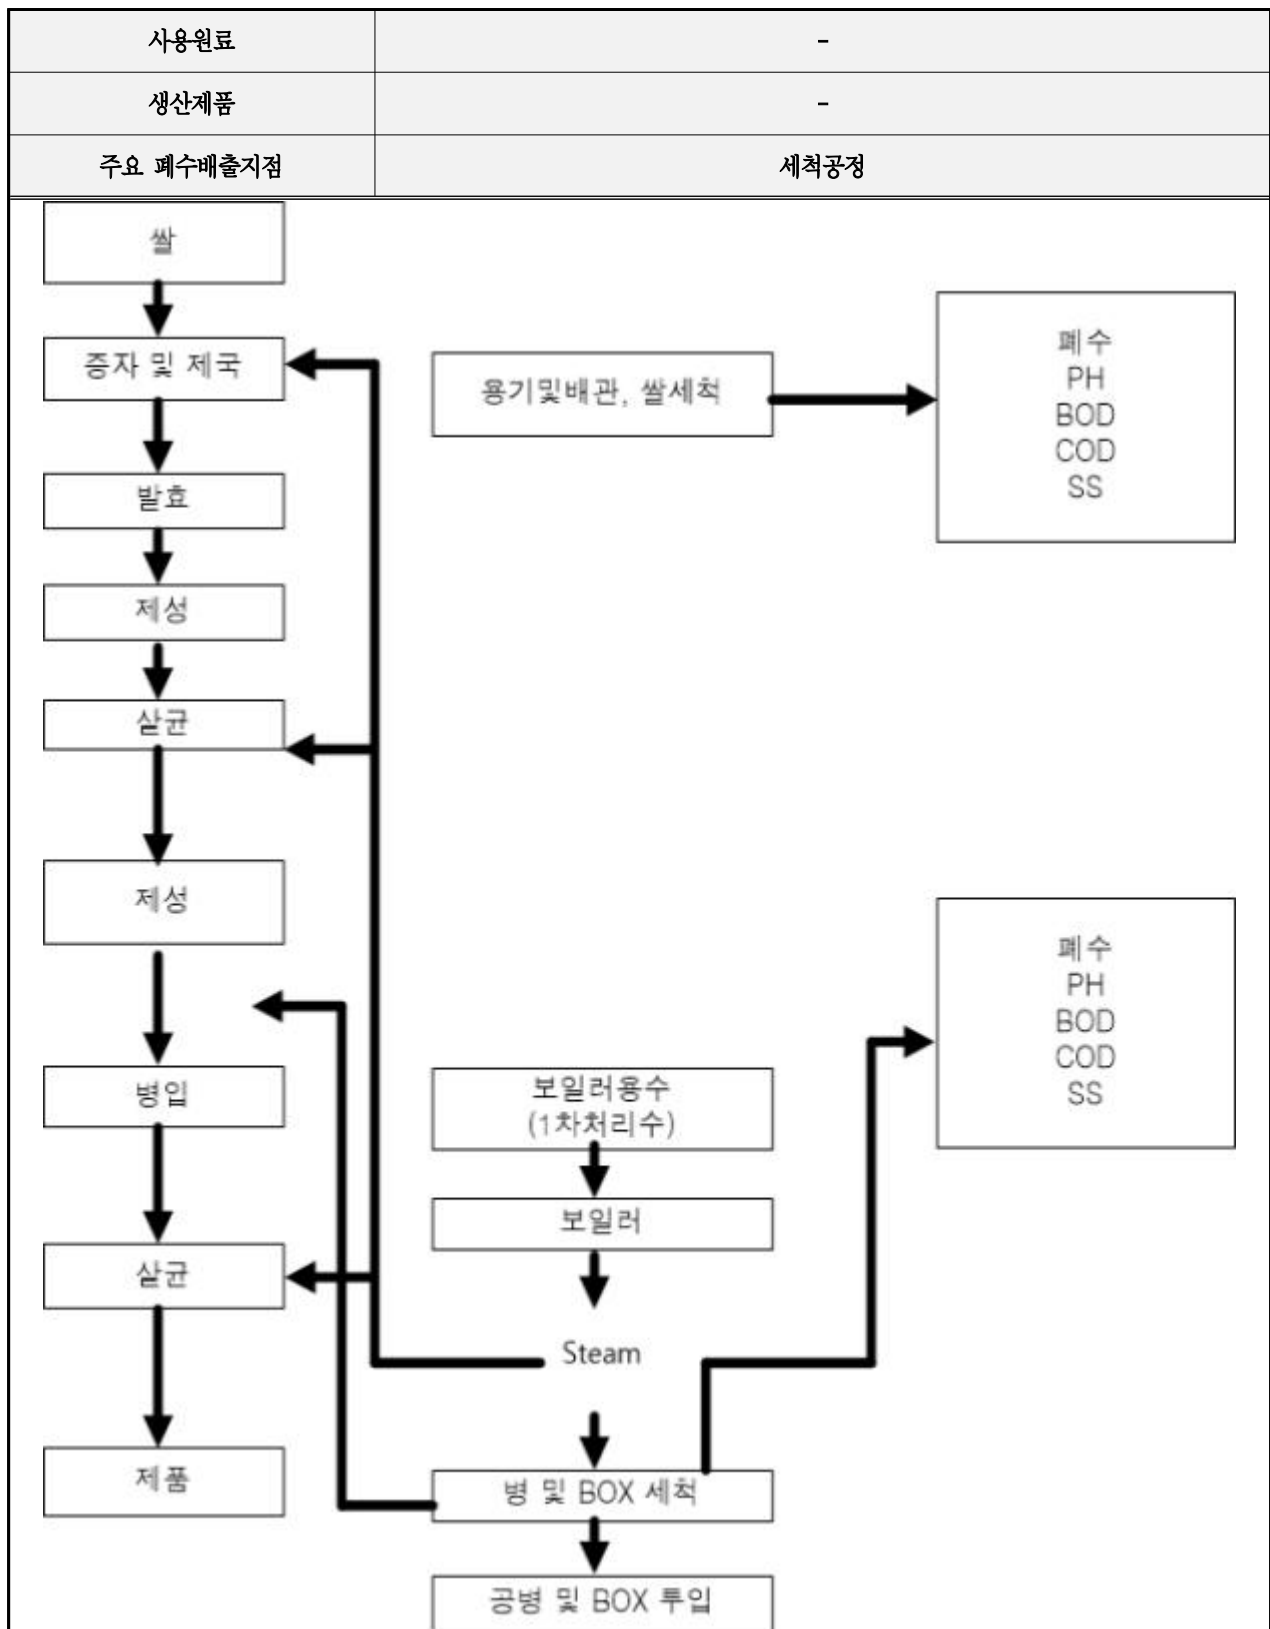 사용원료 -
생산제품 -
주요 폐수배출지점 세척공정
쌀
증자 및 제국
용기및배관, 쌀세척
폐수
PH
BOD
COD
SS
발효
제성
살균
제성
폐수
PH
BOD
COD
SS
병입
보일러용수
(1차처리수)
보일러
살균
Steam
제품
병 및 BOX 세척
공병 및 BOX 투입